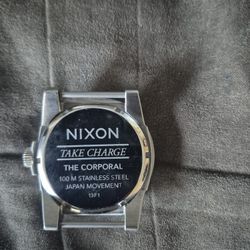 NIXON
TAKE CHARGE
THE CORPORAL
100 M STAINLESS STEEL
JAPAN MOVEMENT
13F1